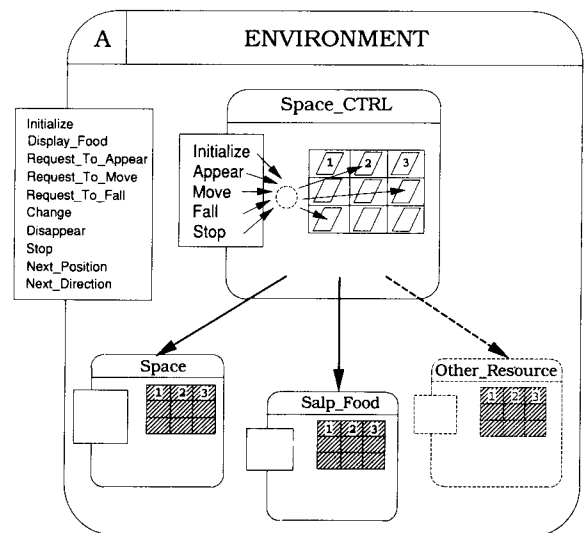 A
ENVIRONMENT
Initialize
Display_Food
Request_To_Appear
Request_To_Move
Request_To_Fall
Change
Disappear
Stop
Next_Position
Next_Direction
Space_CTRL
Initialize
Appear
Move
Fall
Stop
1 2 3
Space
1 2 3
Salp_Food
1 2 3
Other_Resource
1 2 3